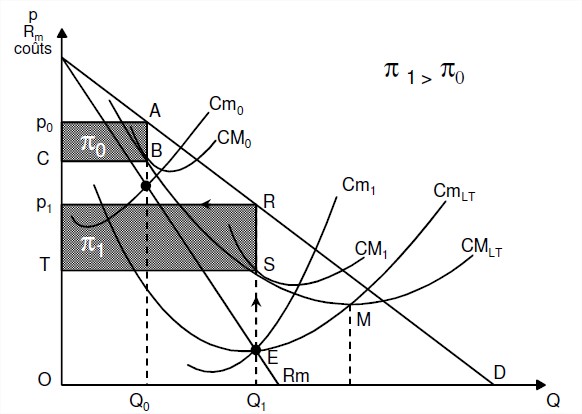 p
Rm
coûts
π 1 > π0
p0
A
Cm0
π0
CM0
C
B
p1
R
Cm1
CmLT
π1
CM1
CMLT
T
S
M
E
O
Rm
D
Q0
Q1
Q